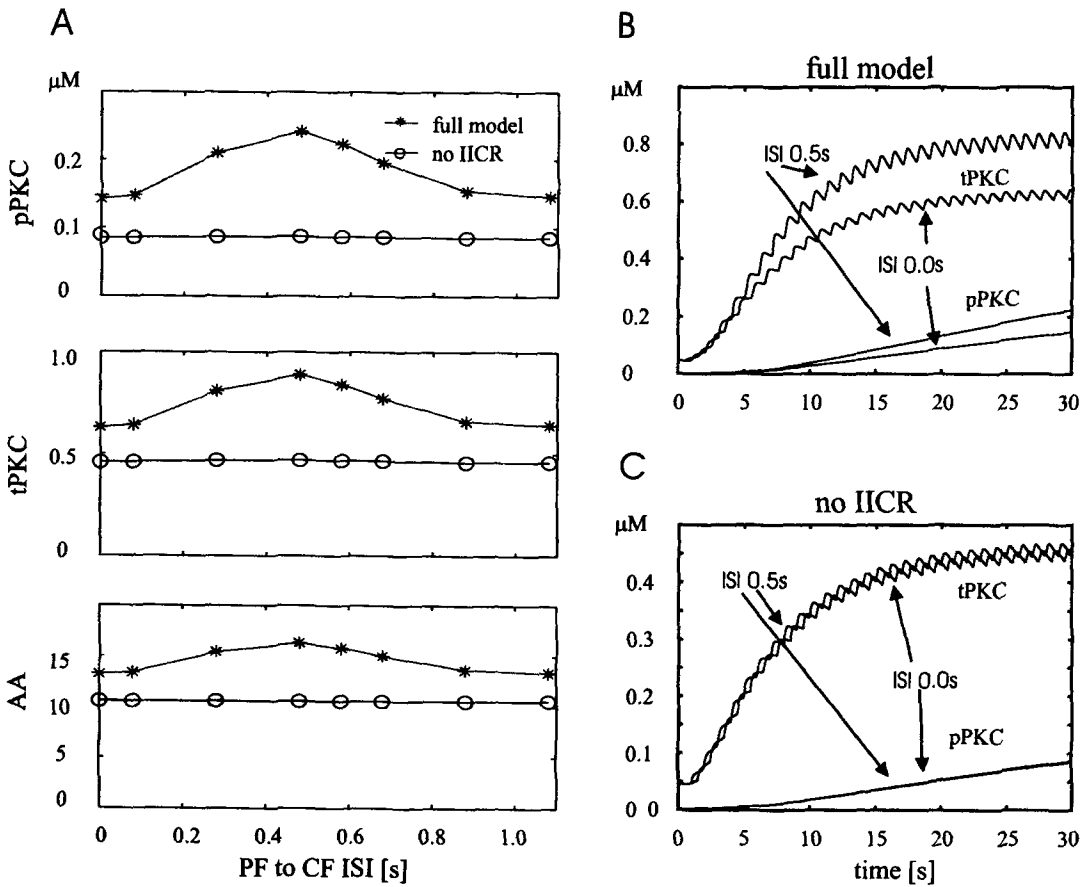 A
μM
0.2
0.1
0
pPKC
full model
no IICR
1.0
0.5
0
tPKC
15
10
5
0
AA
0 0.2 0.4 0.6 0.8 1.0
PF to CF ISI [s]
B
full model
μM
0.8
0.6
0.4
0.2
0
ISI 0.5s
tPKC
ISI 0.0s
pPKC
0 5 10 15 20 25 30
C
no IICR
μM
0.4
0.3
0.2
0.1
0 0
ISI 0.5s
tPKC
ISI 0.0s
pPKC
5 10 15 20 25 30
time [s]